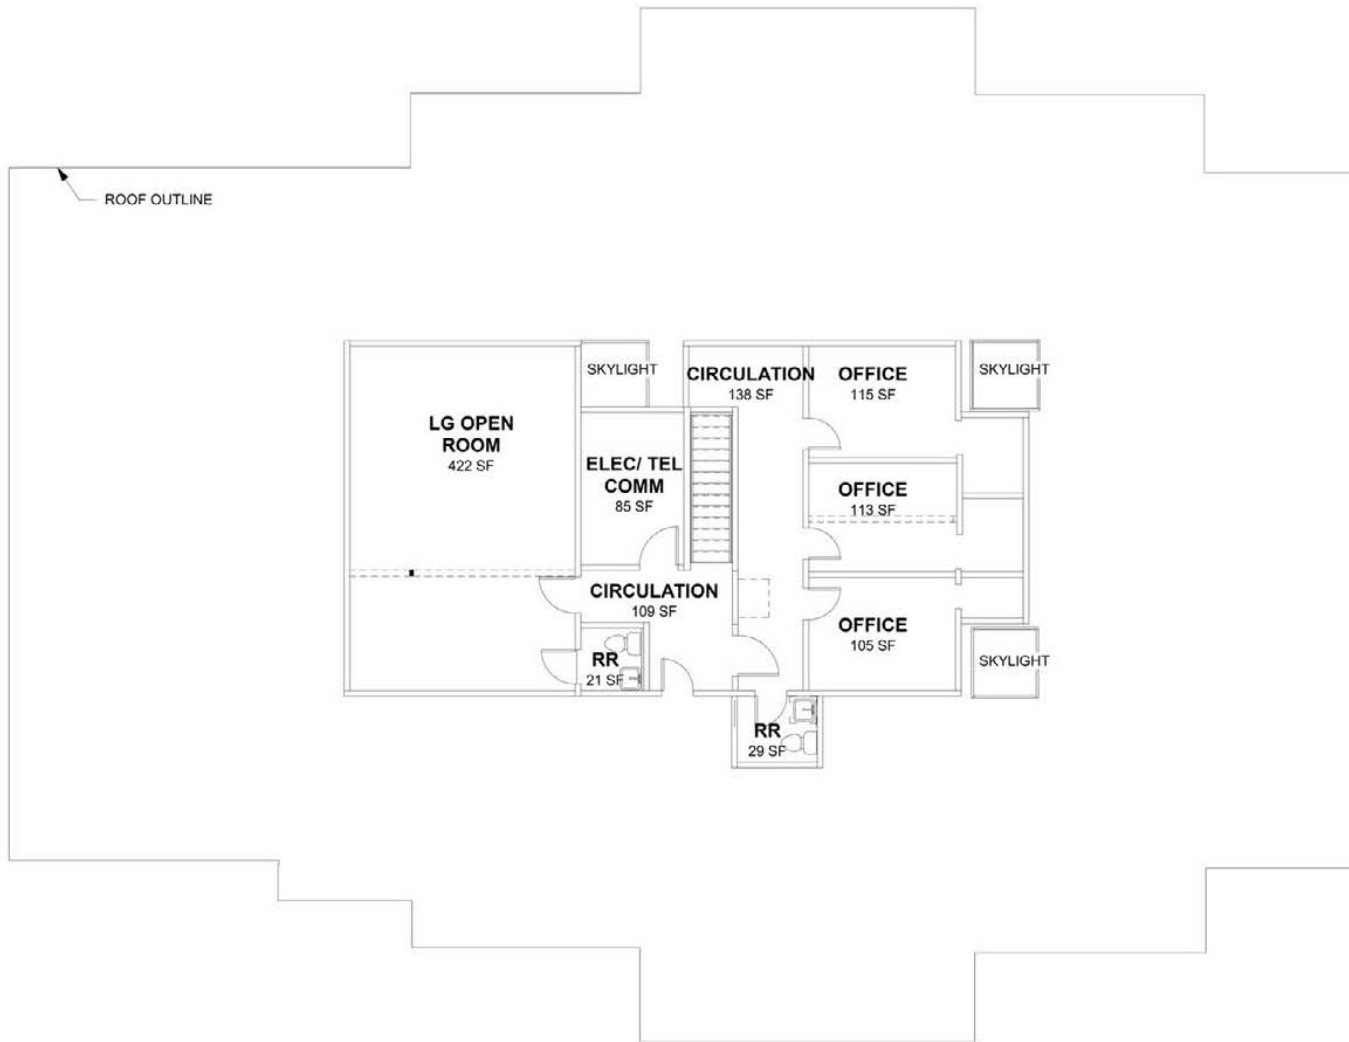 ROOF OUTLINE
SKYLIGHT
CIRCULATION
138 SF
OFFICE
115 SF
SKYLIGHT
LG OPEN
ROOM
422 SF
ELEC/ TEL
COMM
85 SF
OFFICE
113 SF
CIRCULATION
109 SF
OFFICE
105 SF
RR
21 SF
SKYLIGHT
RR
29 SF